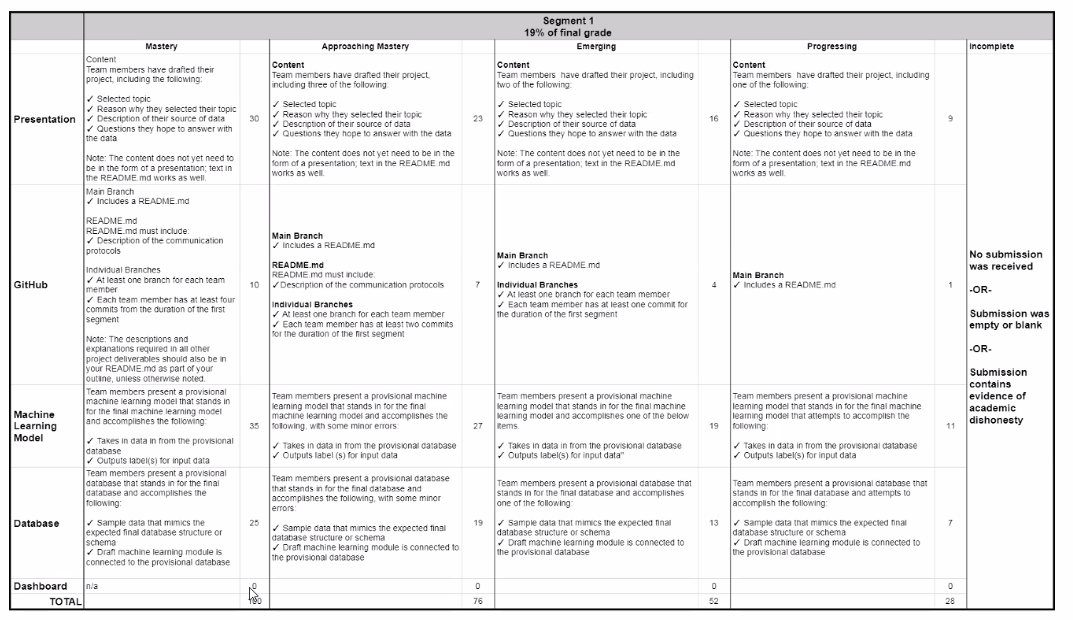 Segment 1
19% of final grade
Mastery
Approaching Mastery
Emerging
Progressing
Incomplete
Presentation
Content
Team members have drafted their
project, including the following:
✓ Selected topic
✓ Reason why they selected their topic
✓ Description of their source of data
✓ Questions they hope to answer with
the data
Note: The content does not yet need to
be in the form of a presentation; text in
the README.md works as well.
30
Content
Team members have drafted their project,
including three of the following:
✓ Selected topic
✓ Reason why they selected their topic
✓ Description of their source of data
✓ Questions they hope to answer with the data
Note: The content does not yet need to be in the
form of a presentation; text in the README.md
works as well.
23
Content
Team members have drafted their project, including
two of the following:
✓ Selected topic
✓ Reason why they selected their topic
✓ Description of their source of data
✓ Questions they hope to answer with the data
Note: The content does not yet need to be in the
form of a presentation; text in the README.md
works as well.
16
Content
Team members have drafted their project, including
one of the following:
✓ Selected topic
✓ Reason why they selected their topic
✓ Description of their source of data
✓ Questions they hope to answer with the data
Note: The content does not yet need to be in the
form of a presentation; text in the README.md
works as well.
9
GitHub
Main Branch
✓ Includes a README.md
README.md
README.md must include:
✓ Description of the communication
protocols
Individual Branches
✓ At least one branch for each team
member
✓ Each team member has at least four
commits from the duration of the first
segment
Note: The descriptions and
explanations required in all other
project deliverables should also be in
your README.md as part of your
outline, unless otherwise noted.
10
Main Branch
✓ Includes a README.md
README.md
README.md must include:
✓Description of the communication protocols
Individual Branches
✓ At least one branch for each team member
✓ Each team member has at least two commits
for the duration of the first segment
7
Main Branch
✓ Includes a README.md
Individual Branches
✓ At least one branch for each team member
✓ Each team member has at least one commit for
the duration of the first segment
4
Main Branch
✓ Includes a README.md
1
No submission
was received
-OR-
Submission was
empty or blank
-OR-
Submission
contains
evidence of
academic
dishonesty
Machine
Learning
Model
Team members present a provisional
machine learning model that stands in
for the final machine learning model
and accomplishes the following:
✓ Takes in data in from the provisional
database
✓ Outputs label(s) for input data
35
Team members present a provisional machine
learning model that stands in for the final
machine learning model and accomplishes the
following, with some minor errors:
✓ Takes in data from the provisional database
✓ Outputs label (s) for input data
27
Team members present a provisional machine
learning model that stands in for the final machine
learning model and accomplishes one of the below
items.
✓ Takes in data from the provisional database
✓ Outputs label(s) for input data"
19
Team members present a provisional machine
learning model that stands in for the final machine
learning model that attempts to accomplish the
following:
✓ Takes in data from the provisional database
✓ Outputs label(s) for input data
11
Database
Team members present a provisional
database that stands in for the final
database and accomplishes the
following:
✓ Sample data that mimics the
expected final database structure or
schema
✓ Draft machine learning module is
connected to the provisional database
25
Team members present a provisional database
that stands in for the final database and
accomplishes the following, with some minor
errors:
✓ Sample data that mimics the expected final
database structure or schema
✓ Draft machine learning module is connected to
the provisional database
19
Team members present a provisional database that
stands in for the final database and accomplishes
one of the following:
✓ Sample data that mimics the expected final
database structure or schema
✓ Draft machine learning module is connected to
the provisional database
13
Team members present a provisional database that
stands in for the final database and attempts to
accomplish the following:
✓ Sample data that mimics the expected final
database structure or schema
✓ Draft machine learning module is connected to
the provisional database
7
Dashboard
n/a
0
0
0
0
TOTAL
100
76
52
28